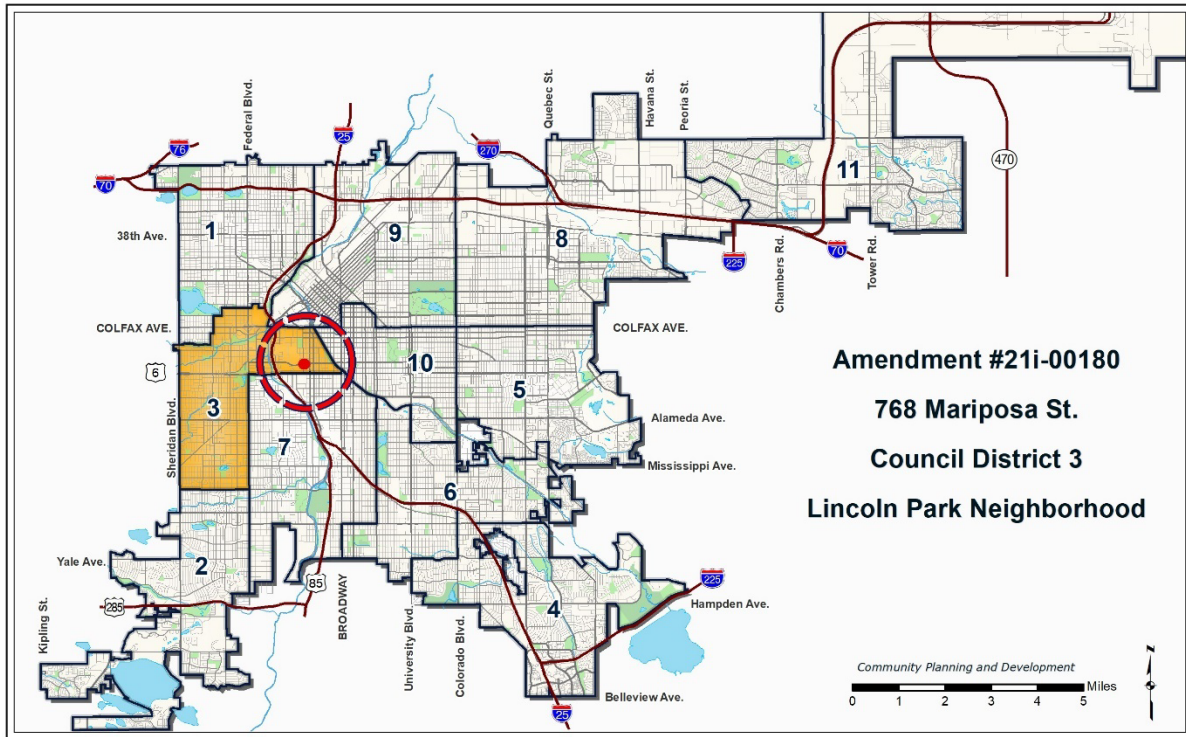 Federal Blvd.
Quebec St.
Havana St.
Peoria St.
25
76
270
70
470
11
1
9
8
38th Ave.
225
Chambers Rd.
70
Tower Rd.
COLFAX AVE.
COLFAX AVE.
6
10
5
3
Sheridan Blvd.
7
Alameda Ave.
Mississippi Ave.
6
Amendment #21i-00180
768 Mariposa St.
Council District 3
Lincoln Park Neighborhood
Yale Ave.
2
85
BROADWAY
285
Kipling St.
University Blvd.
Colorado Blvd.
4
225
Hampden Ave.
Belleview Ave.
25
Community Planning and Development
Miles
0 1 2 3 4 5
N